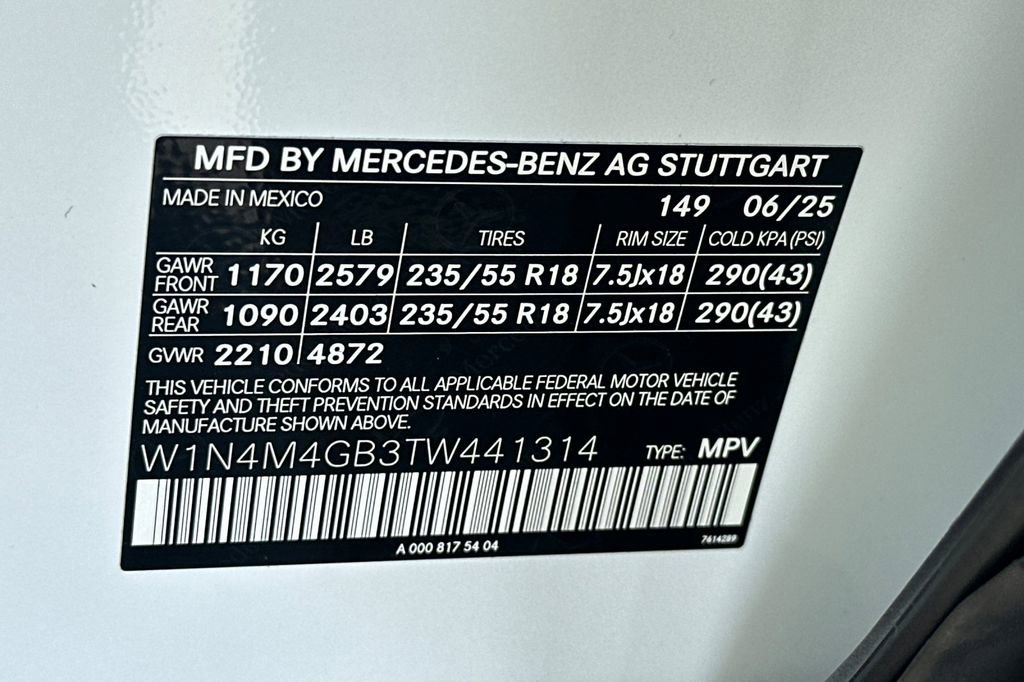 MFD BY MERCEDES-BENZ AG STUTTGART
MADE IN MEXICO 149 06/25
KG LB TIRES RIM SIZE COLD KPA (PSI)
GAWR FRONT 1170 2579 235/55 R18 7.5Jx18 290(43)
GAWR REAR 1090 2403 235/55 R18 7.5Jx18 290(43)
GVWR 2210 4872
THIS VEHICLE CONFORMS TO ALL APPLICABLE FEDERAL MOTOR VEHICLE
SAFETY AND THEFT PREVENTION STANDARDS IN EFFECT ON THE DATE OF
MANUFACTURE SHOWN ABOVE.
W1N4M4GB3TW441314 TYPE: MPV
A 000 817 54 04 7614289